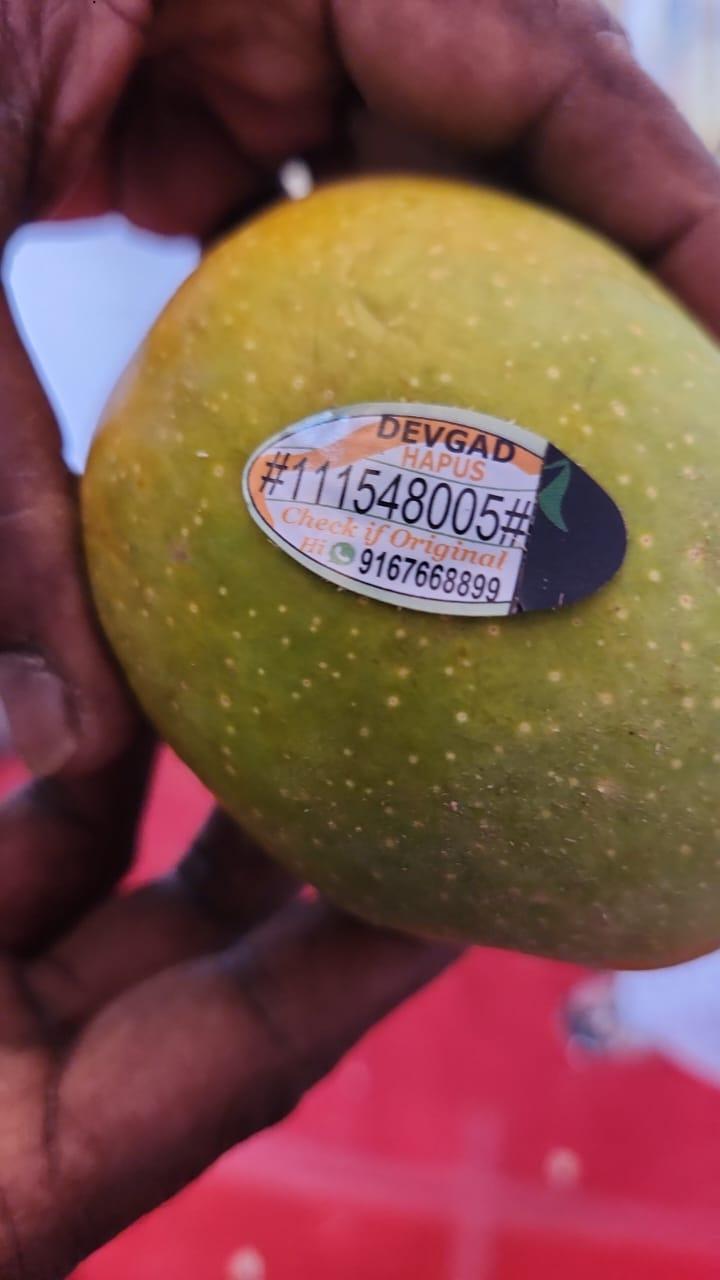 DEVGAD
HAPUS
#111548005#
Check if Original
Hi 9167668899